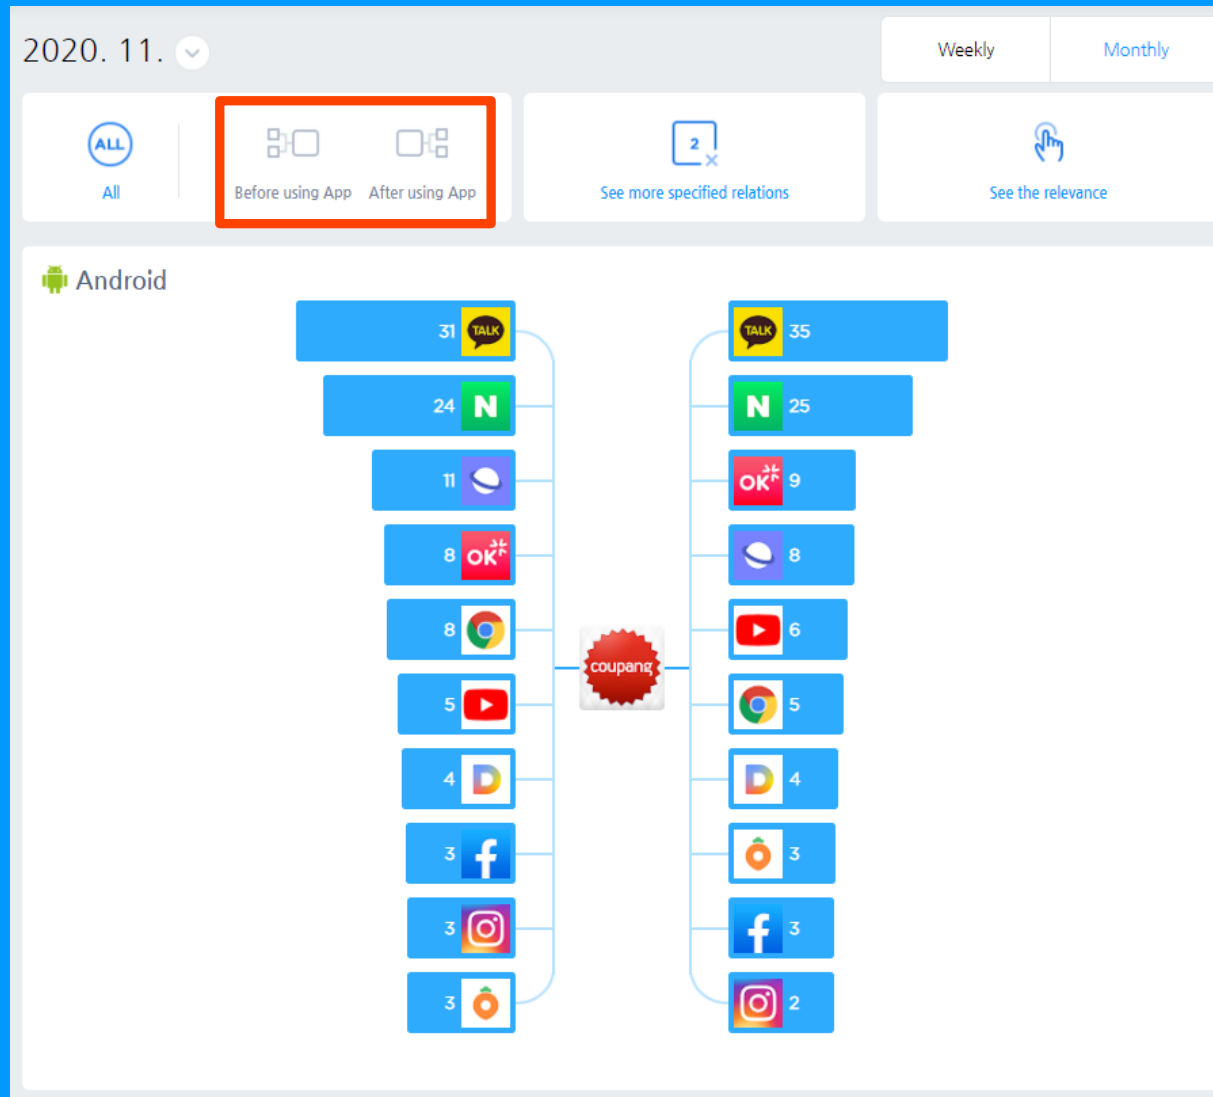 2020. 11.
Weekly
Monthly
ALL
All
Before using App
After using App
2
See more specified relations
See the relevance
Android
31 TALK
TALK 35
24 N
N 25
11
OK 9
8 OK
8
8
6
5
coupang
5
4 D
D 4
3 f
3
3
f 3
3
2